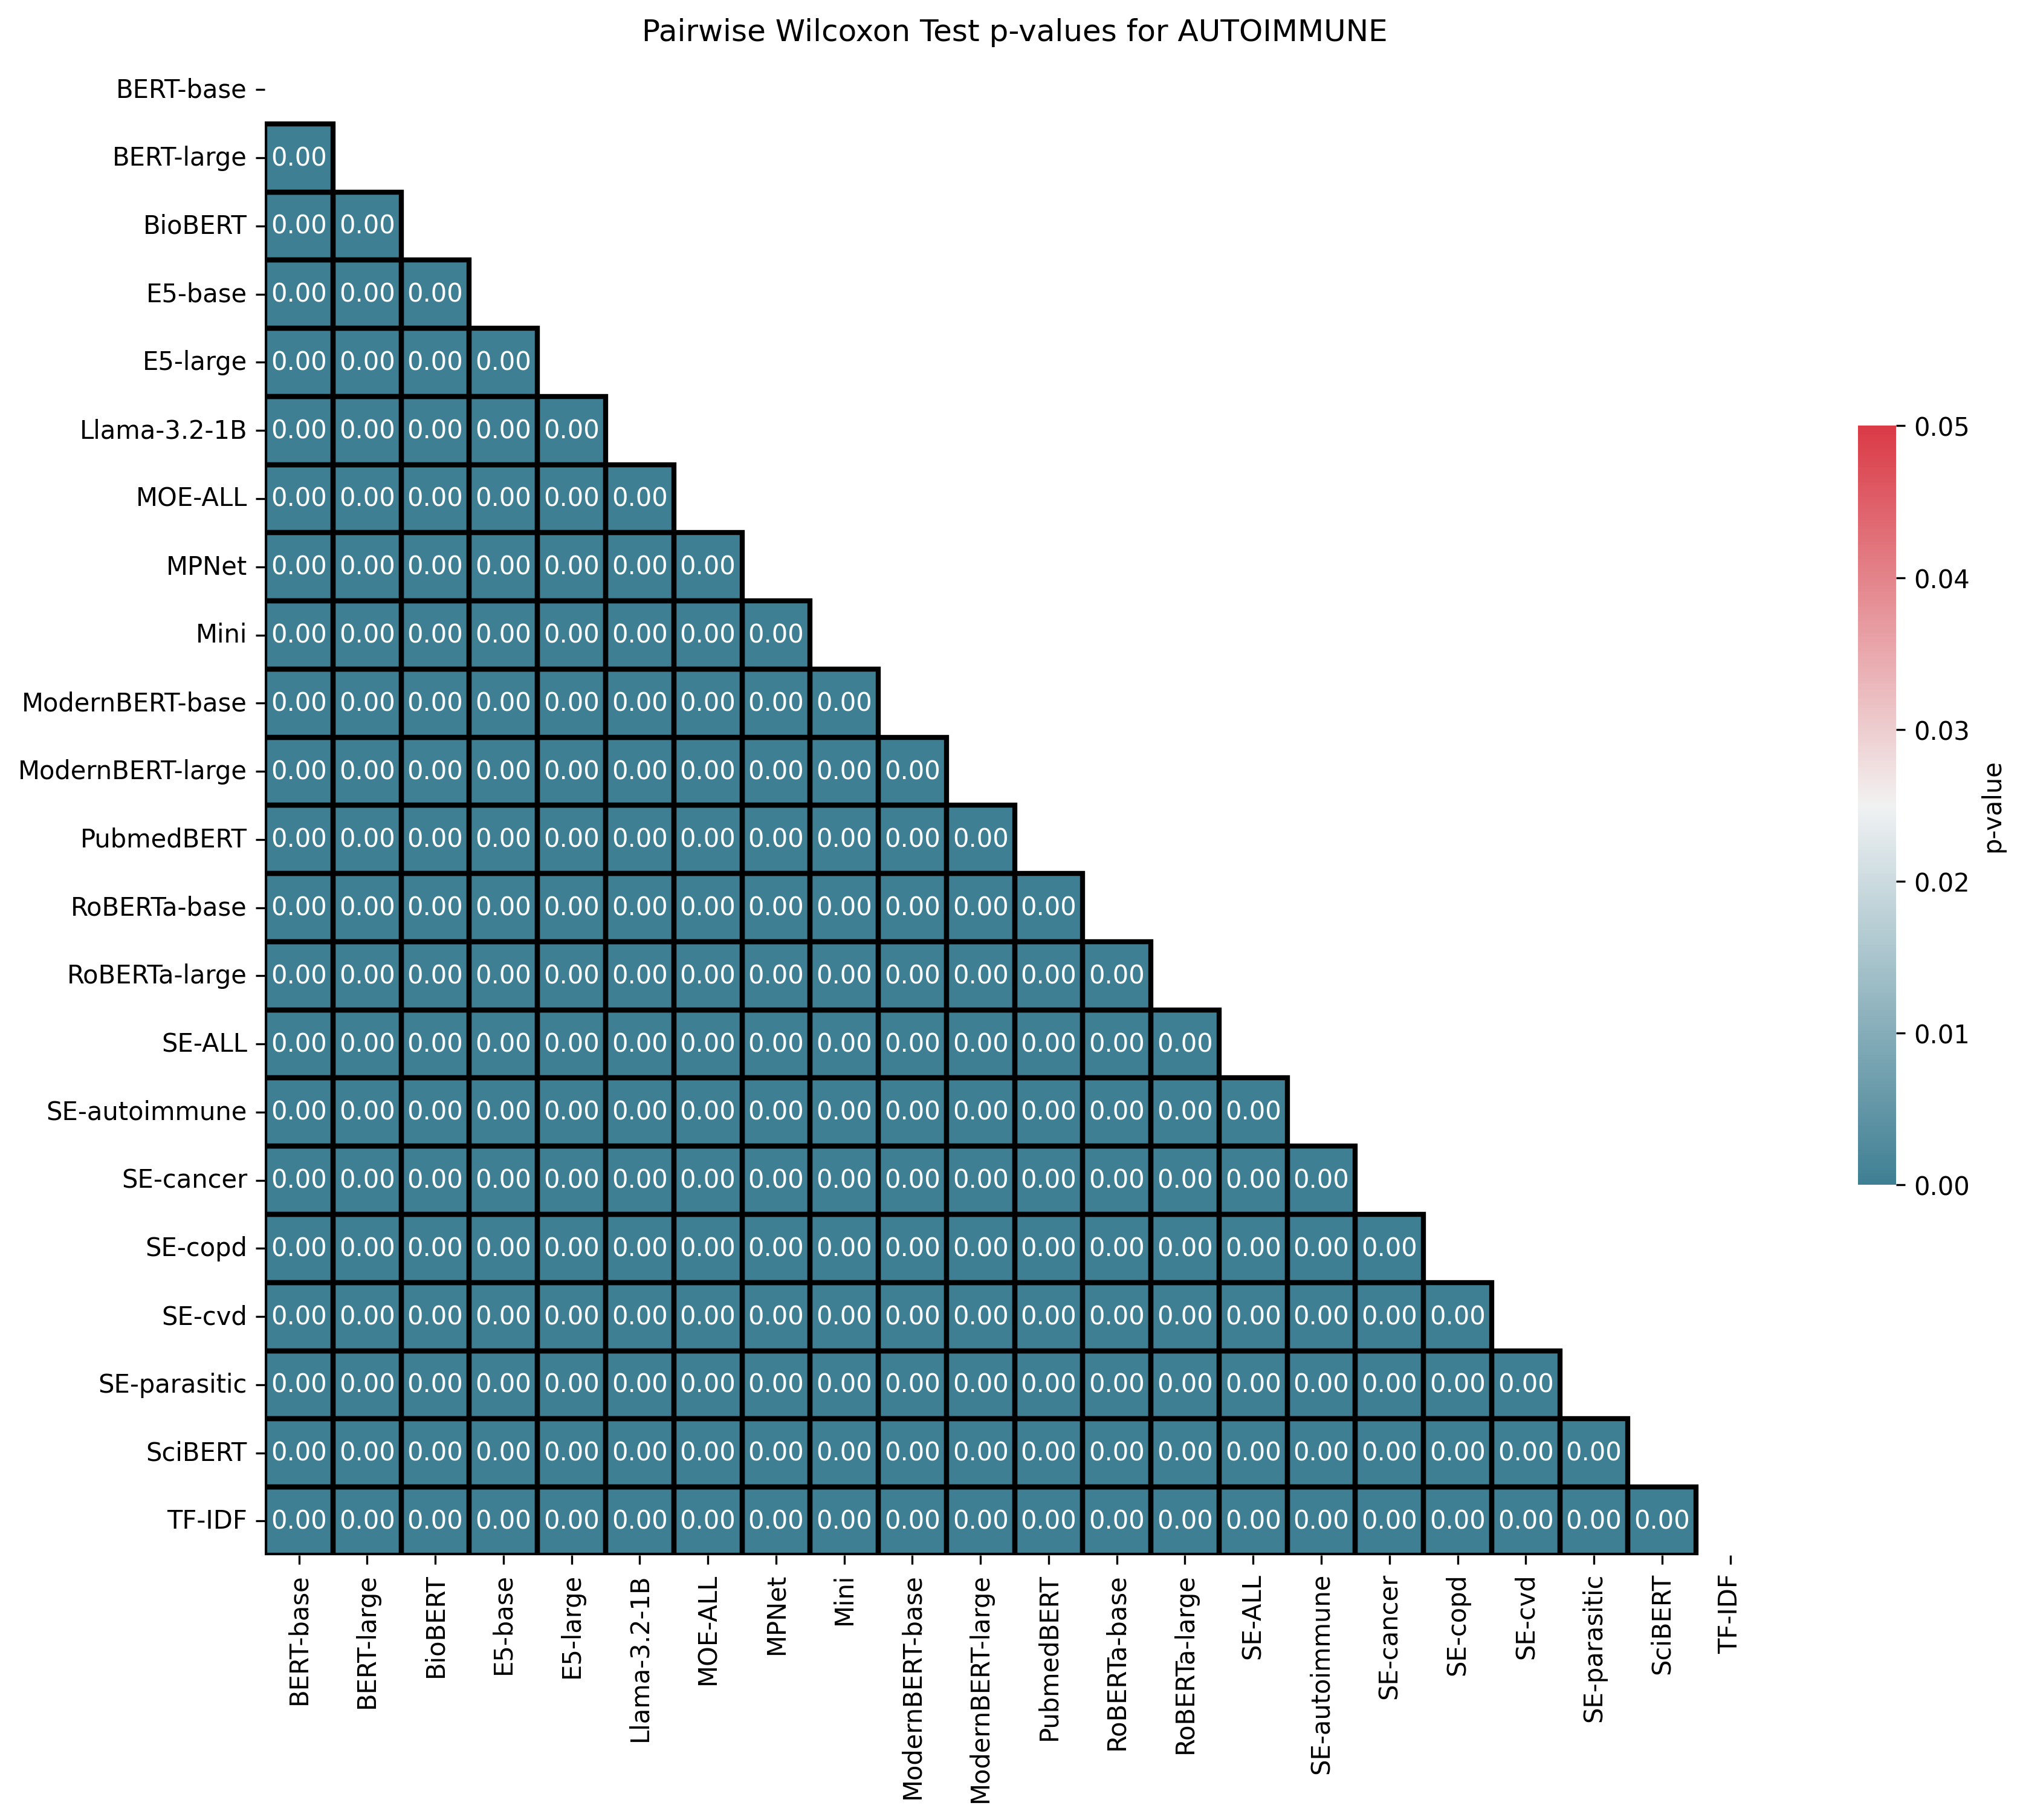 Pairwise Wilcoxon Test p-values for AUTOIMMUNE
BERT-base
BERT-large 0.00
BioBERT 0.00 0.00
E5-base 0.00 0.00 0.00
E5-large 0.00 0.00 0.00 0.00
Llama-3.2-1B 0.00 0.00 0.00 0.00 0.00
MOE-ALL 0.00 0.00 0.00 0.00 0.00 0.00
MPNet 0.00 0.00 0.00 0.00 0.00 0.00 0.00
Mini 0.00 0.00 0.00 0.00 0.00 0.00 0.00 0.00
ModernBERT-base 0.00 0.00 0.00 0.00 0.00 0.00 0.00 0.00 0.00
ModernBERT-large 0.00 0.00 0.00 0.00 0.00 0.00 0.00 0.00 0.00 0.00
PubmedBERT 0.00 0.00 0.00 0.00 0.00 0.00 0.00 0.00 0.00 0.00 0.00
RoBERTa-base 0.00 0.00 0.00 0.00 0.00 0.00 0.00 0.00 0.00 0.00 0.00 0.00
RoBERTa-large 0.00 0.00 0.00 0.00 0.00 0.00 0.00 0.00 0.00 0.00 0.00 0.00 0.00
SE-ALL 0.00 0.00 0.00 0.00 0.00 0.00 0.00 0.00 0.00 0.00 0.00 0.00 0.00 0.00
SE-autoimmune 0.00 0.00 0.00 0.00 0.00 0.00 0.00 0.00 0.00 0.00 0.00 0.00 0.00 0.00 0.00
SE-cancer 0.00 0.00 0.00 0.00 0.00 0.00 0.00 0.00 0.00 0.00 0.00 0.00 0.00 0.00 0.00 0.00
SE-copd 0.00 0.00 0.00 0.00 0.00 0.00 0.00 0.00 0.00 0.00 0.00 0.00 0.00 0.00 0.00 0.00 0.00
SE-cvd 0.00 0.00 0.00 0.00 0.00 0.00 0.00 0.00 0.00 0.00 0.00 0.00 0.00 0.00 0.00 0.00 0.00 0.00
SE-parasitic 0.00 0.00 0.00 0.00 0.00 0.00 0.00 0.00 0.00 0.00 0.00 0.00 0.00 0.00 0.00 0.00 0.00 0.00 0.00
SciBERT 0.00 0.00 0.00 0.00 0.00 0.00 0.00 0.00 0.00 0.00 0.00 0.00 0.00 0.00 0.00 0.00 0.00 0.00 0.00 0.00
TF-IDF 0.00 0.00 0.00 0.00 0.00 0.00 0.00 0.00 0.00 0.00 0.00 0.00 0.00 0.00 0.00 0.00 0.00 0.00 0.00 0.00 0.00
BERT-base
BERT-large
BioBERT
E5-base
E5-large
Llama-3.2-1B
MOE-ALL
MPNet
Mini
ModernBERT-base
ModernBERT-large
PubmedBERT
RoBERTa-base
RoBERTa-large
SE-ALL
SE-autoimmune
SE-cancer
SE-copd
SE-cvd
SE-parasitic
SciBERT
TF-IDF
0.05
0.04
0.03
0.02
0.01
0.00
p-value